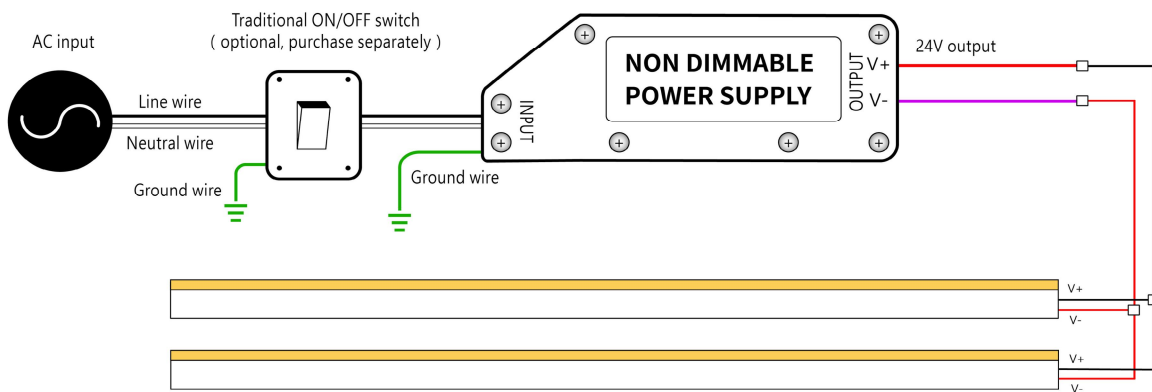 AC input
Traditional ON/OFF switch
( optional, purchase separately )
Line wire
Neutral wire
Ground wire
Ground wire
INPUT
NON DIMMABLE
POWER SUPPLY
OUTPUT
V+
V-
24V output
V+
V-
V+
V-